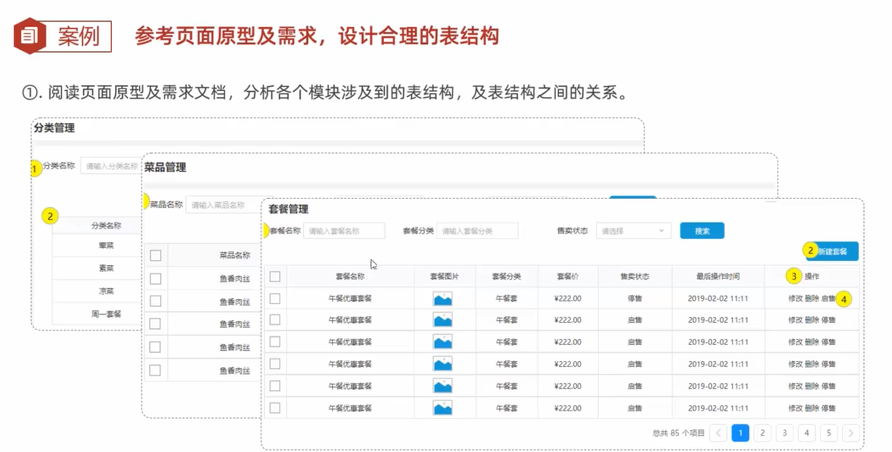 案例
参考页面原型及需求，设计合理的表结构
①. 阅读页面原型及需求文档，分析各个模块涉及到的表结构，及表结构之间的关系。
分类管理
1 分类名称 请输入分类名称
2
分类名称
荤菜
素菜
凉菜
周一套餐
菜品管理
菜品名称 请输入菜品名称
菜品名称
鱼香肉丝
鱼香肉丝
鱼香肉丝
鱼香肉丝
鱼香肉丝
套餐管理
套餐名称 请输入套餐名称 套餐分类 请输入套餐分类 售卖状态 请选择 搜索
2 新建套餐
套餐名称 套餐图片 套餐分类 套餐价 售卖状态 最后操作时间 3 操作
午餐优惠套餐 午餐套 ¥222.00 停售 2019-02-02 11:11 修改 删除 启售 4
午餐优惠套餐 午餐套 ¥222.00 启售 2019-02-02 11:11 修改 删除 停售
午餐优惠套餐 午餐套 ¥222.00 启售 2019-02-02 11:11 修改 删除 停售
午餐优惠套餐 午餐套 ¥222.00 启售 2019-02-02 11:11 修改 删除 停售
午餐优惠套餐 午餐套 ¥222.00 启售 2019-02-02 11:11 修改 删除 停售
午餐优惠套餐 午餐套 ¥222.00 启售 2019-02-02 11:11 修改 删除 停售
总共 85 个项目 < 1 2 3 4 5 >